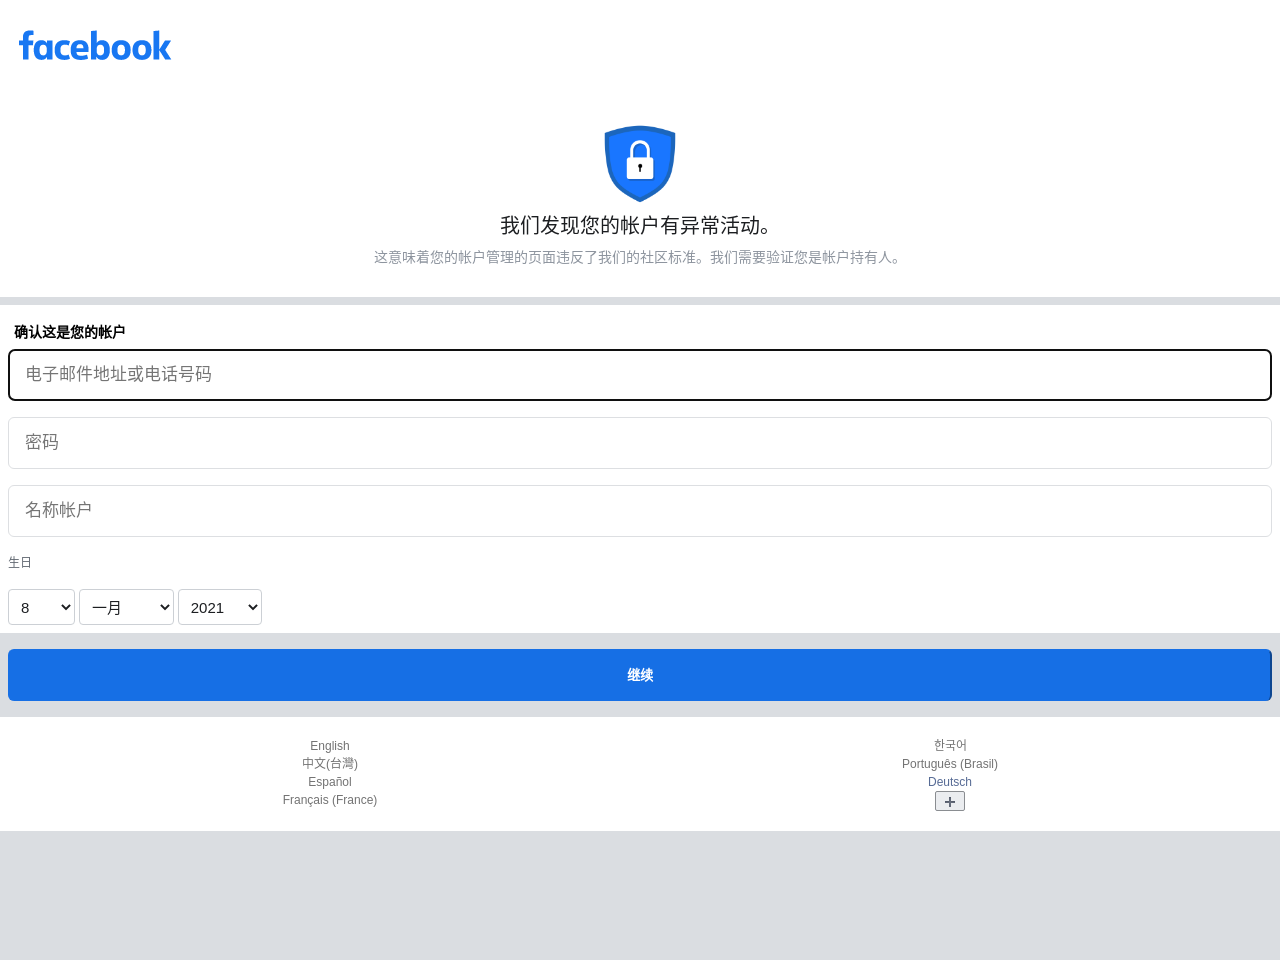 facebook
我们发现您的帐户有异常活动。
这意味着您的帐户管理的页面违反了我们的社区标准。我们需要验证您是帐户持有人。
确认这是您的帐户
电子邮件地址或电话号码
密码
名称帐户
生日
8 一月 2021
继续
English
中文(台灣)
Español
Français (France)
한국어
Português (Brasil)
Deutsch